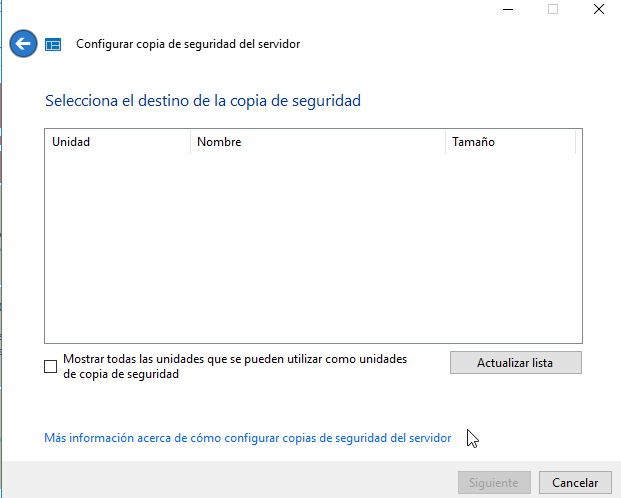 Configurar copia de seguridad del servidor
Selecciona el destino de la copia de seguridad
Unidad Nombre Tamaño
Mostrar todas las unidades que se pueden utilizar como unidades
de copia de seguridad
Actualizar lista
Más información acerca de cómo configurar copias de seguridad del servidor
Siguiente Cancelar